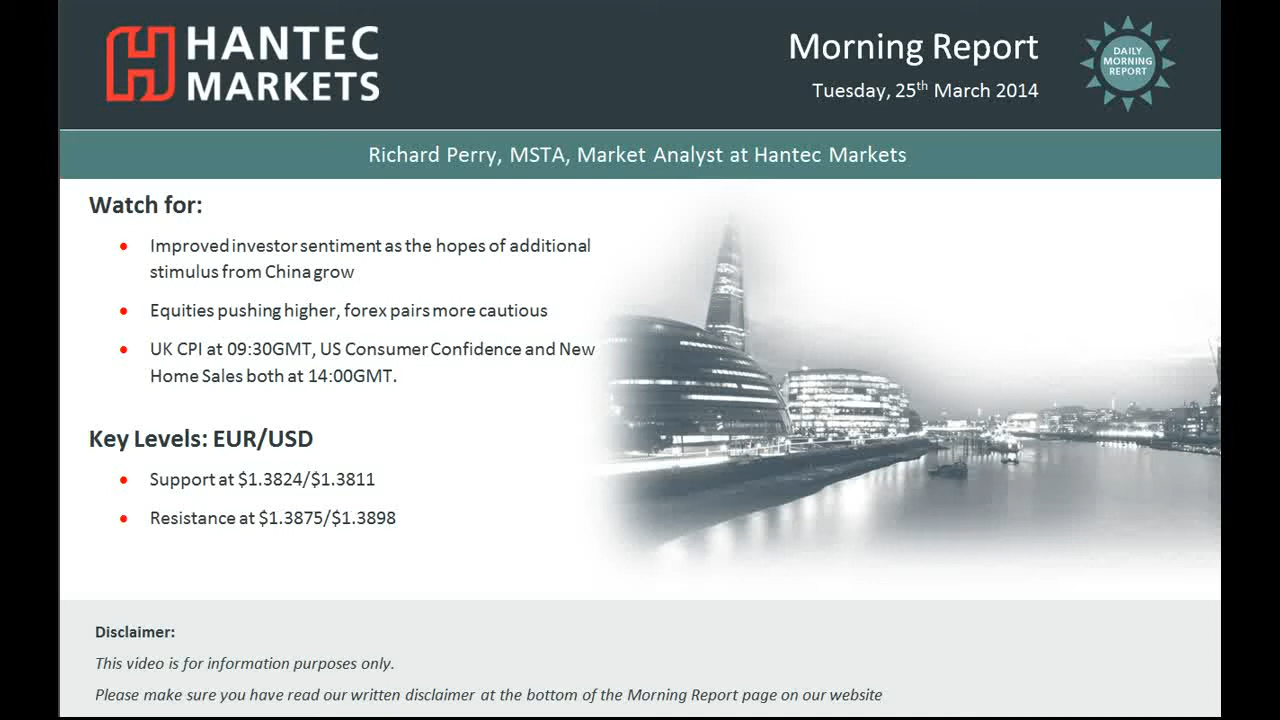 HANTEC
MARKETS
Morning Report
Tuesday, 25th March 2014
DAILY
MORNING
REPORT
Richard Perry, MSTA, Market Analyst at Hantec Markets
Watch for:
Improved investor sentiment as the hopes of additional
stimulus from China grow
Equities pushing higher, forex pairs more cautious
UK CPI at 09:30GMT, US Consumer Confidence and New
Home Sales both at 14:00GMT.
Key Levels: EUR/USD
Support at $1.3824/$1.3811
Resistance at $1.3875/$1.3898
Disclaimer:
This video is for information purposes only.
Please make sure you have read our written disclaimer at the bottom of the Morning Report page on our website